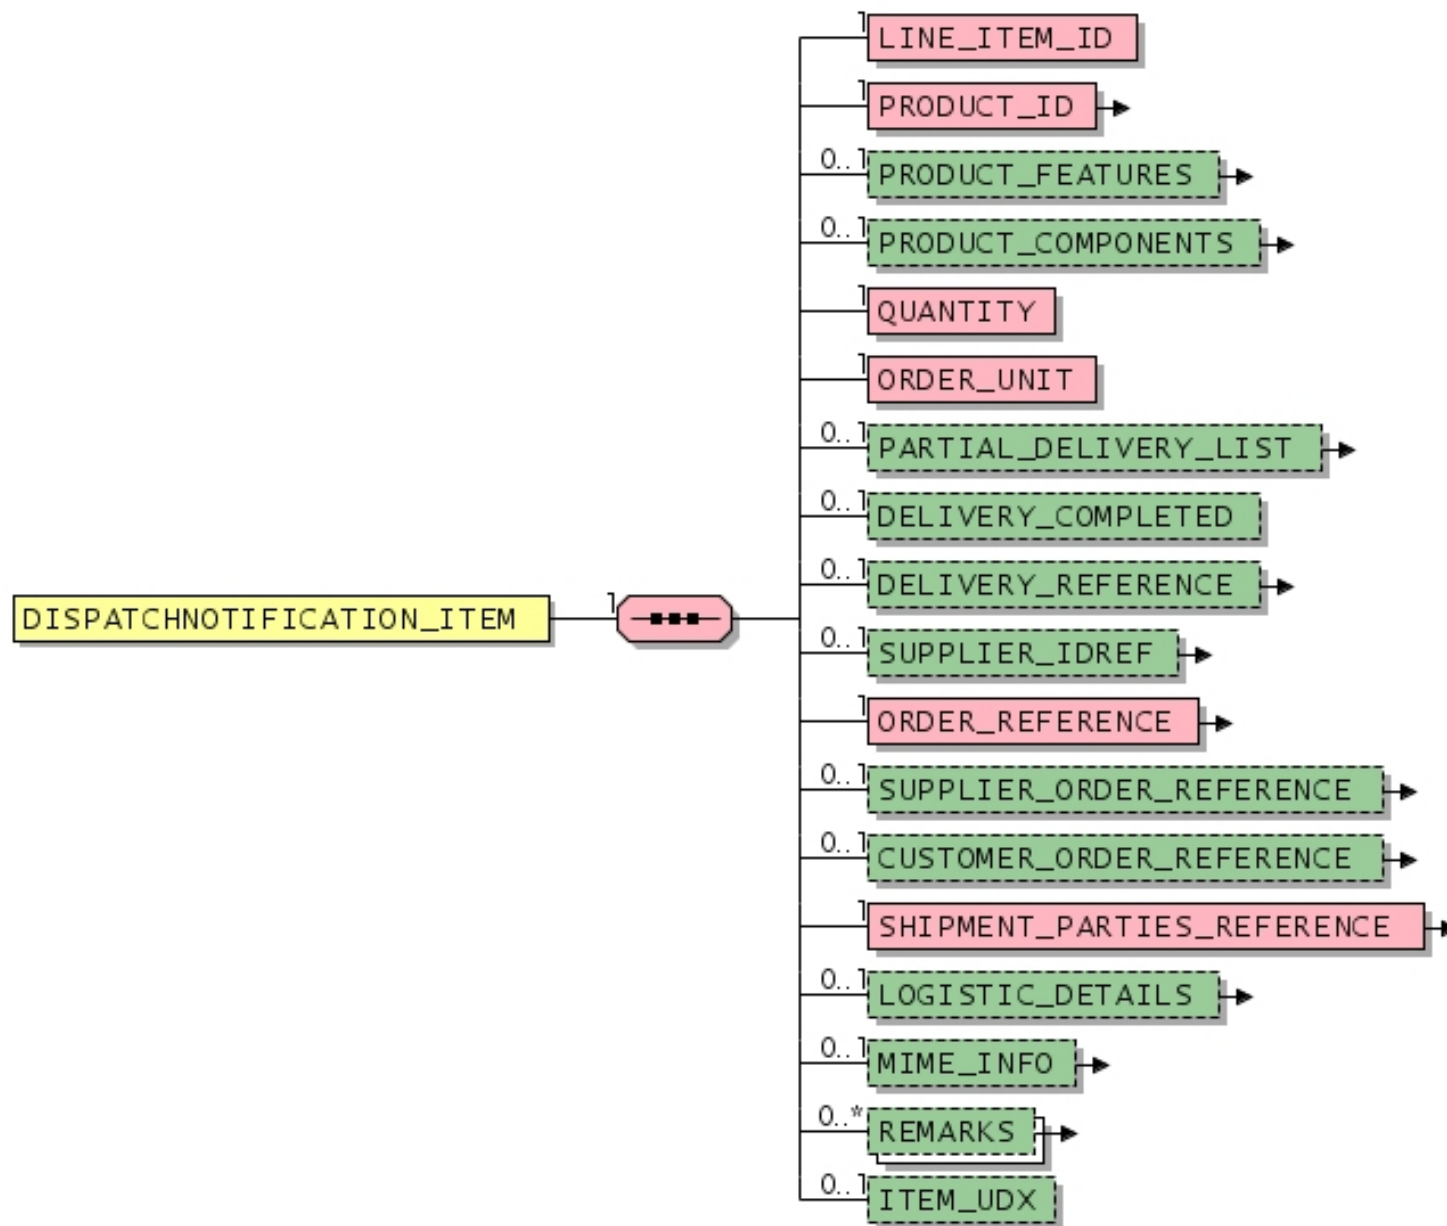 1
LINE_ITEM_ID
1
PRODUCT_ID
0..1
PRODUCT_FEATURES
0..1
PRODUCT_COMPONENTS
1
QUANTITY
1
ORDER_UNIT
0..1
PARTIAL_DELIVERY_LIST
0..1
DELIVERY_COMPLETED
0..1
DELIVERY_REFERENCE
DISPATCHNOTIFICATION_ITEM
1
0..1
SUPPLIER_IDREF
1
ORDER_REFERENCE
0..1
SUPPLIER_ORDER_REFERENCE
0..1
CUSTOMER_ORDER_REFERENCE
1
SHIPMENT_PARTIES_REFERENCE
0..1
LOGISTIC_DETAILS
0..1
MIME_INFO
0..*
REMARKS
0..1
ITEM_UDX